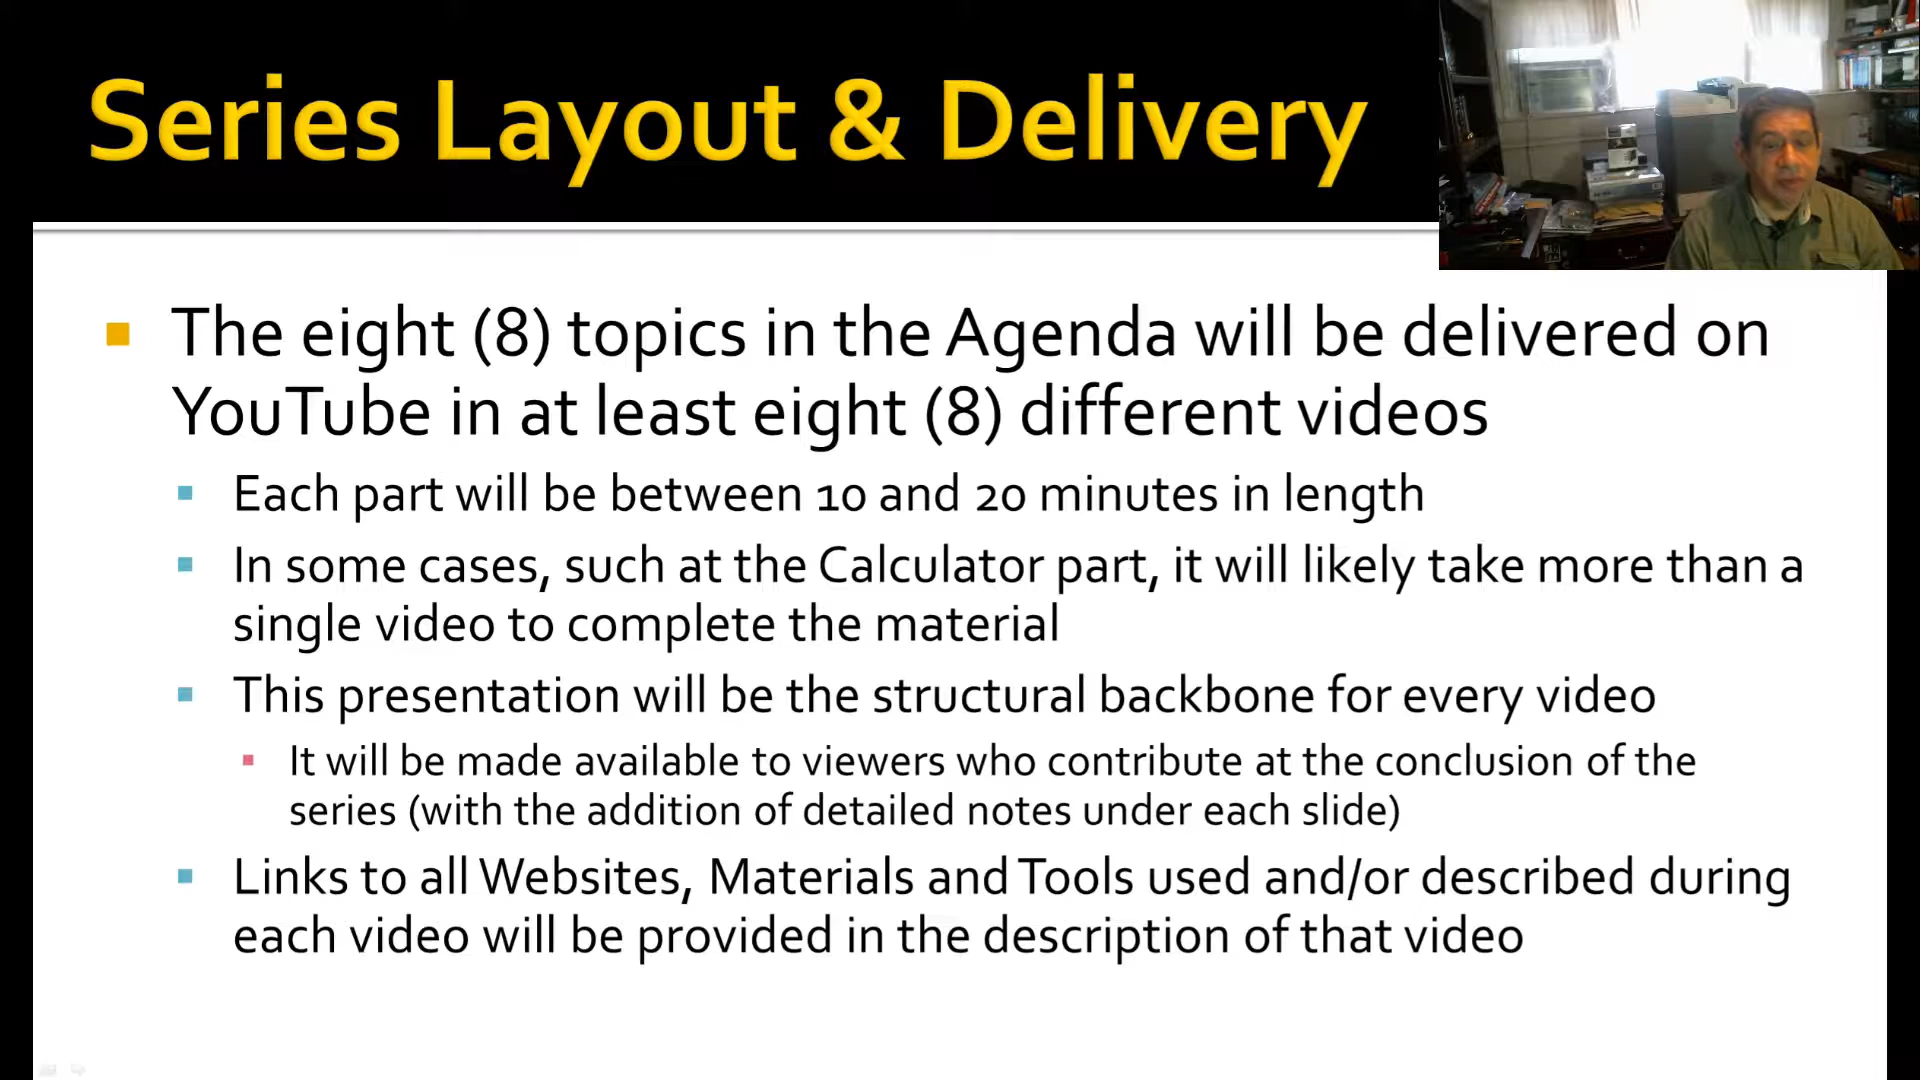 Series Layout & Delivery
The eight (8) topics in the Agenda will be delivered on
YouTube in at least eight (8) different videos
Each part will be between 10 and 20 minutes in length
In some cases, such at the Calculator part, it will likely take more than a
single video to complete the material
This presentation will be the structural backbone for every video
It will be made available to viewers who contribute at the conclusion of the
series (with the addition of detailed notes under each slide)
Links to all Websites, Materials and Tools used and/or described during
each video will be provided in the description of that video